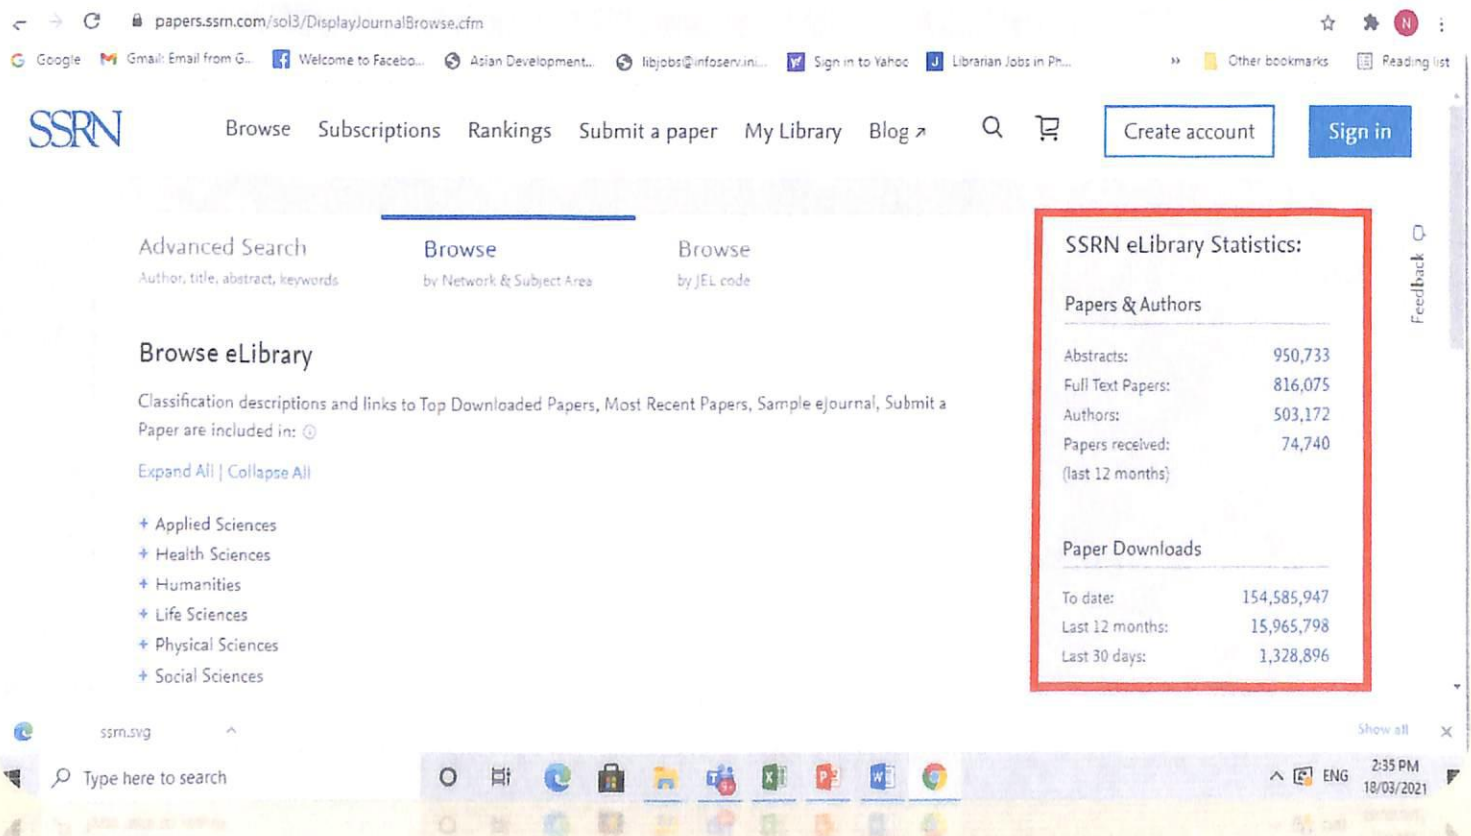 papers.ssrn.com/sol3/DisplayJournalBrowse.cfm
N
Google Gmail: Email from G... Welcome to Facebo... Asian Development... libjobs@infoserv.ini... Sign in to Yahoo Librarian Jobs in Ph... » Other bookmarks Reading list
SSRN Browse Subscriptions Rankings Submit a paper My Library Blog ↗ Create account Sign in
Advanced Search
Author, title, abstract, keywords
Browse
by Network & Subject Area
Browse
by JEL code
Browse eLibrary
Classification descriptions and links to Top Downloaded Papers, Most Recent Papers, Sample eJournal, Submit a
Paper are included in:
Expand All | Collapse All
+ Applied Sciences
+ Health Sciences
+ Humanities
+ Life Sciences
+ Physical Sciences
+ Social Sciences
SSRN eLibrary Statistics:
Papers & Authors
Abstracts: 950,733
Full Text Papers: 816,075
Authors: 503,172
Papers received: 74,740
(last 12 months)
Paper Downloads
To date: 154,585,947
Last 12 months: 15,965,798
Last 30 days: 1,328,896
Feedback
ssrn.svg Show all
Type here to search
ENG
2:35 PM
18/03/2021